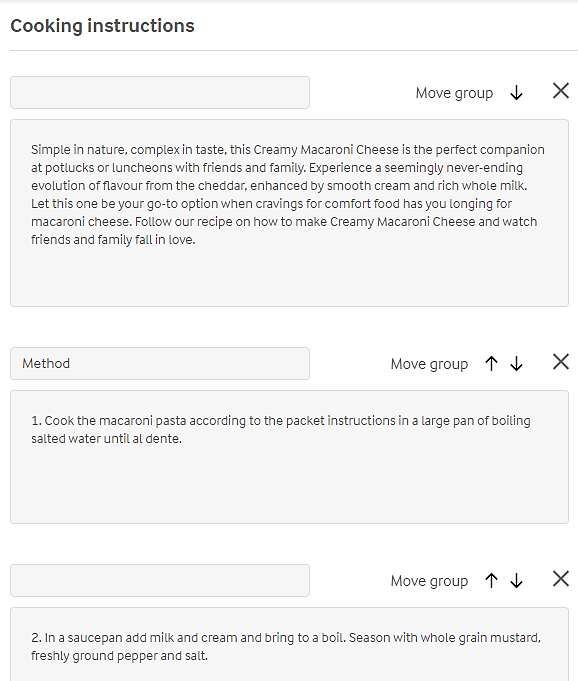 Cooking instructions
Move group
Simple in nature, complex in taste, this Creamy Macaroni Cheese is the perfect companion
at potlucks or luncheons with friends and family. Experience a seemingly never-ending
evolution of flavour from the cheddar, enhanced by smooth cream and rich whole milk.
Let this one be your go-to option when cravings for comfort food has you longing for
macaroni cheese. Follow our recipe on how to make Creamy Macaroni Cheese and watch
friends and family fall in love.
Method Move group
1. Cook the macaroni pasta according to the packet instructions in a large pan of boiling
salted water until al dente.
Move group
2. In a saucepan add milk and cream and bring to a boil. Season with whole grain mustard,
freshly ground pepper and salt.